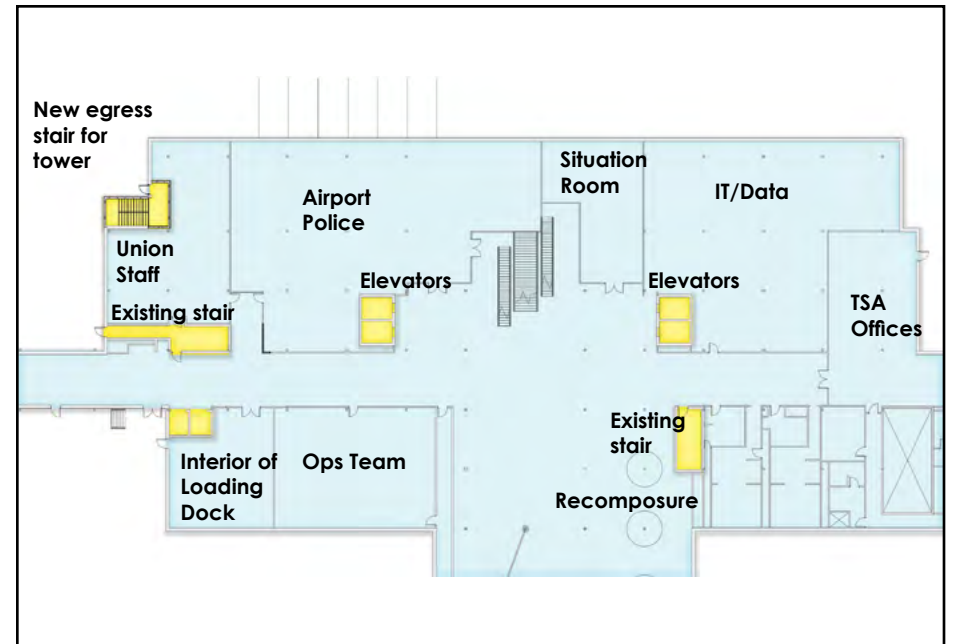 New egress
stair for
tower
Situation
Room
IT/Data
Airport
Police
Union
Staff
Elevators
Elevators
Existing stair
TSA
Offices
Existing
stair
Interior of
Loading
Dock
Ops Team
Recomposure